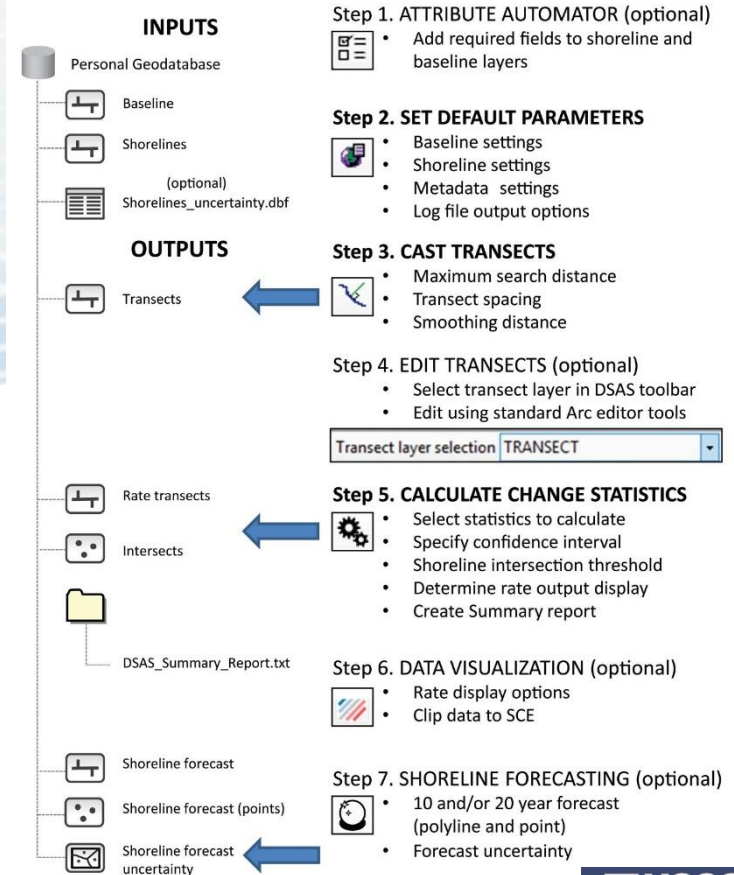 INPUTS
Personal Geodatabase
Baseline
Shorelines
(optional)
Shorelines_uncertainty.dbf
OUTPUTS
Transects
Rate transects
Intersects
DSAS_Summary_Report.txt
Shoreline forecast
Shoreline forecast (points)
Shoreline forecast
uncertainty
Step 1. ATTRIBUTE AUTOMATOR (optional)
• Add required fields to shoreline and
baseline layers
Step 2. SET DEFAULT PARAMETERS
• Baseline settings
• Shoreline settings
• Metadata settings
• Log file output options
Step 3. CAST TRANSECTS
• Maximum search distance
• Transect spacing
• Smoothing distance
Step 4. EDIT TRANSECTS (optional)
• Select transect layer in DSAS toolbar
• Edit using standard Arc editor tools
Transect layer selection TRANSECT
Step 5. CALCULATE CHANGE STATISTICS
• Select statistics to calculate
• Specify confidence interval
• Shoreline intersection threshold
• Determine rate output display
• Create Summary report
Step 6. DATA VISUALIZATION (optional)
• Rate display options
• Clip data to SCE
Step 7. SHORELINE FORECASTING (optional)
• 10 and/or 20 year forecast
(polyline and point)
• Forecast uncertainty